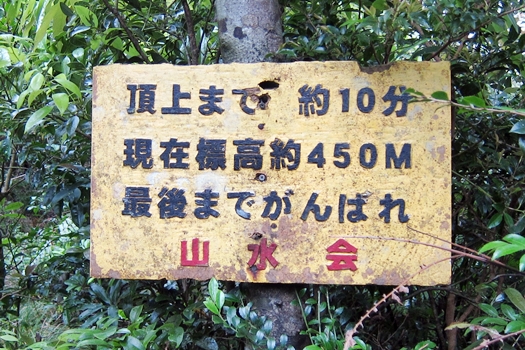 頂上まで 約10分
現在標高約450M
最後までがんばれ
山水会